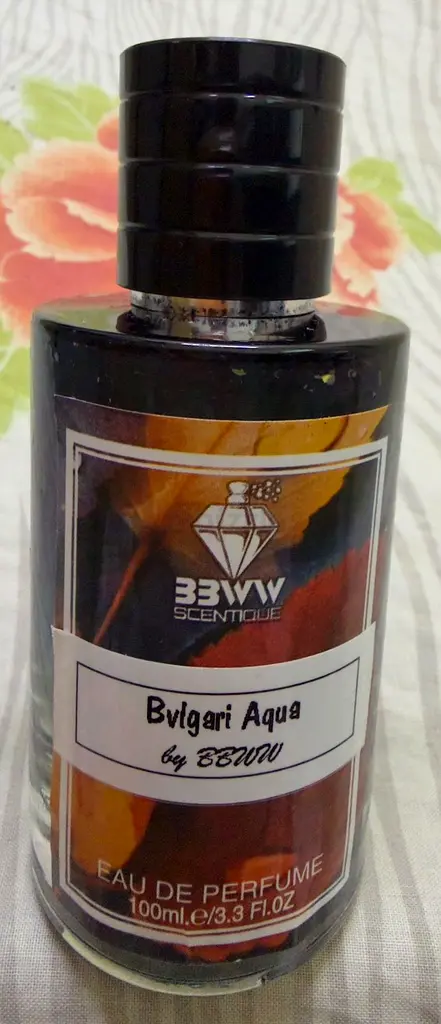 BBWW
SCENTIQUE
Bvlgari Aqua
by BBWW
EAU DE PERFUME
100ml.e/3.3 Fl.OZ